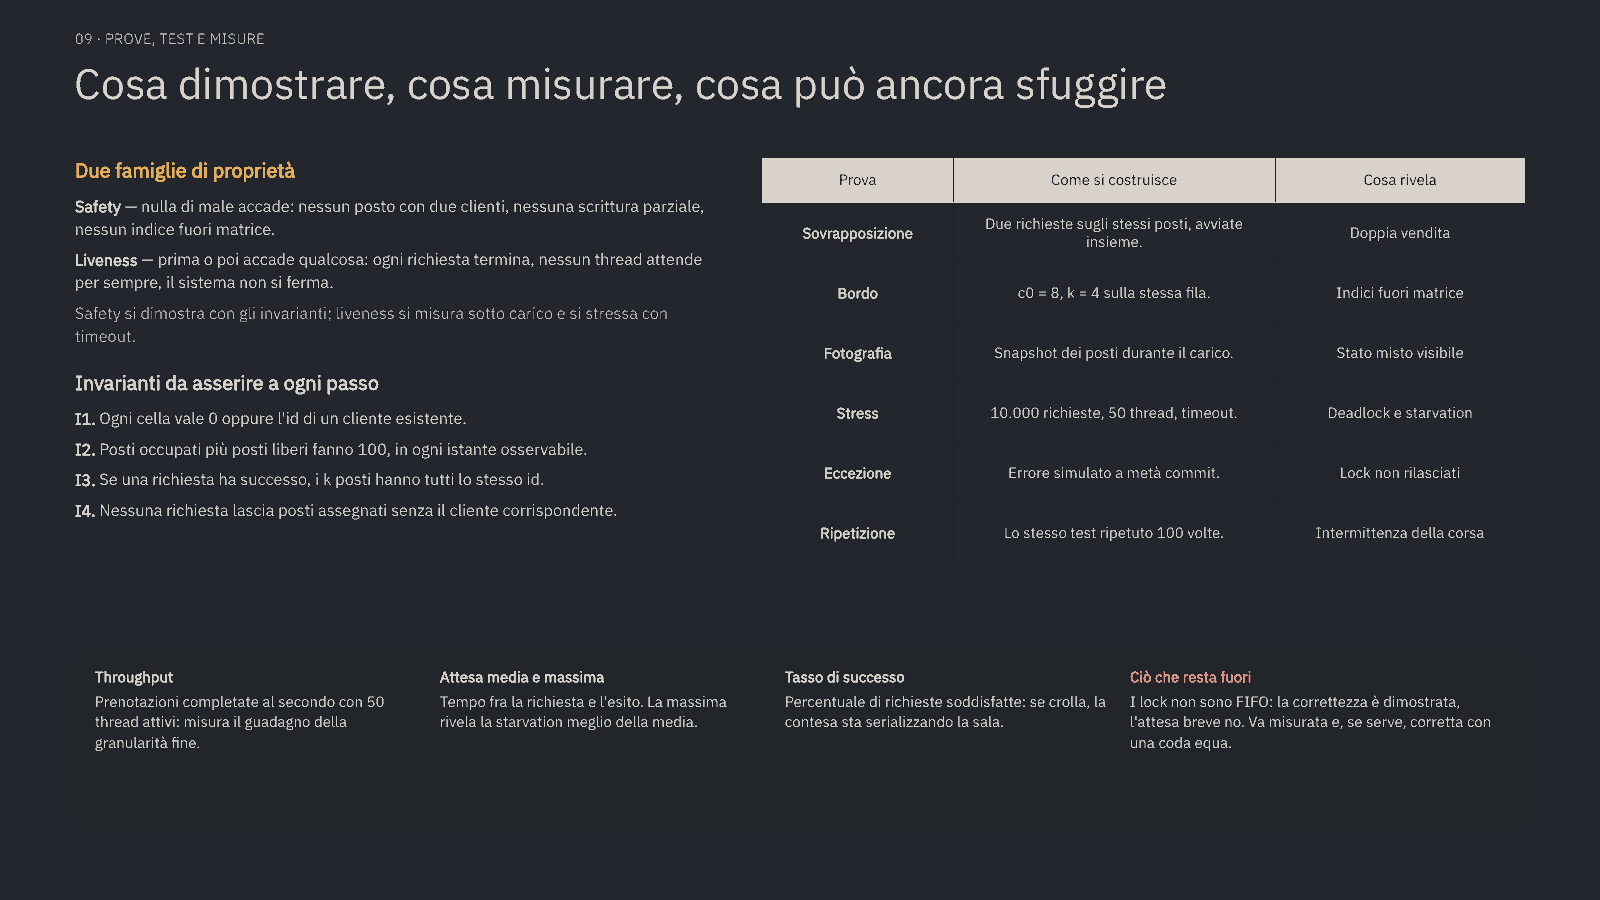 09 · PROVE, TEST E MISURE
Cosa dimostrare, cosa misurare, cosa può ancora sfuggire
Due famiglie di proprietà
Safety — nulla di male accade: nessun posto con due clienti, nessuna scrittura parziale,
nessun indice fuori matrice.
Liveness — prima o poi accade qualcosa: ogni richiesta termina, nessun thread attende
per sempre, il sistema non si ferma.
Safety si dimostra con gli invarianti; liveness si misura sotto carico e si stressa con
timeout.
Invarianti da asserire a ogni passo
I1. Ogni cella vale 0 oppure l'id di un cliente esistente.
I2. Posti occupati più posti liberi fanno 100, in ogni istante osservabile.
I3. Se una richiesta ha successo, i k posti hanno tutti lo stesso id.
I4. Nessuna richiesta lascia posti assegnati senza il cliente corrispondente.
Prova Come si costruisce Cosa rivela
Sovrapposizione Due richieste sugli stessi posti, avviate
insieme. Doppia vendita
Bordo c0 = 8, k = 4 sulla stessa fila. Indici fuori matrice
Fotografia Snapshot dei posti durante il carico. Stato misto visibile
Stress 10.000 richieste, 50 thread, timeout. Deadlock e starvation
Eccezione Errore simulato a metà commit. Lock non rilasciati
Ripetizione Lo stesso test ripetuto 100 volte. Intermittenza della corsa
Throughput
Prenotazioni completate al secondo con 50
thread attivi: misura il guadagno della
granularità fine.
Attesa media e massima
Tempo fra la richiesta e l'esito. La massima
rivela la starvation meglio della media.
Tasso di successo
Percentuale di richieste soddisfatte: se crolla, la
contesa sta serializzando la sala.
Ciò che resta fuori
I lock non sono FIFO: la correttezza è dimostrata,
l'attesa breve no. Va misurata e, se serve, corretta con
una coda equa.